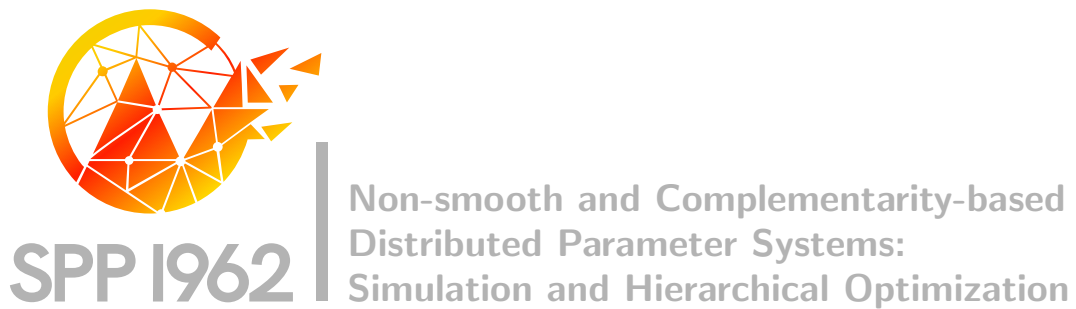 SPP 1962
Non-smooth and Complementarity-based
Distributed Parameter Systems:
Simulation and Hierarchical Optimization